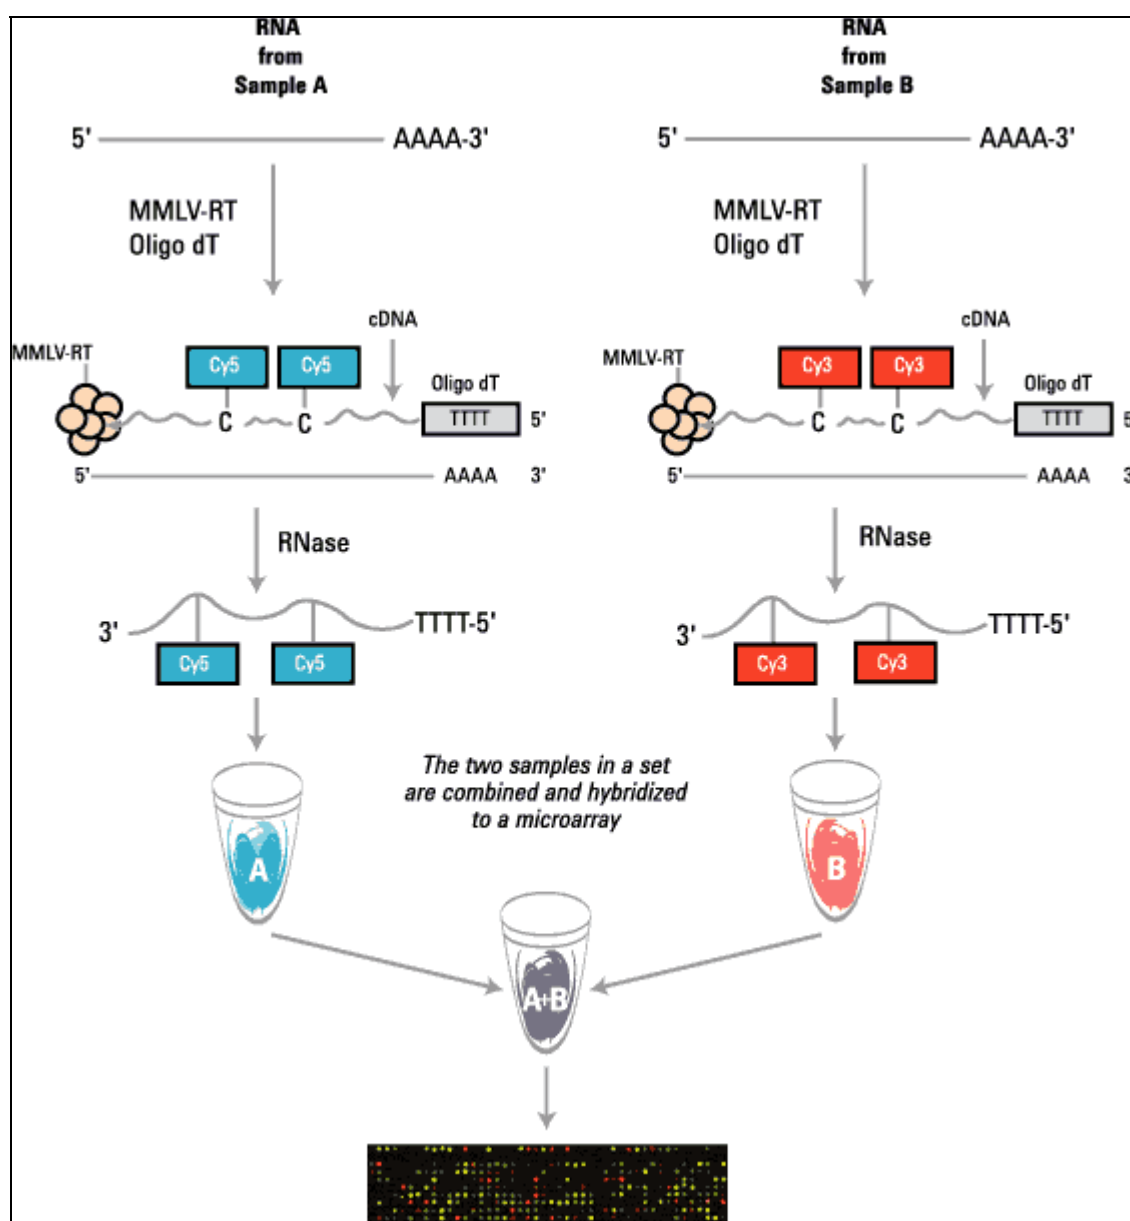 RNA
from
Sample A
5' AAAA-3'
MMLV-RT
Oligo dT
cDNA
MMLV-RT
Cy5 Cy5
Oligo dT
C C TTTT 5'
5' AAAA 3'
RNase
3' TTTT-5'
Cy5 Cy5
RNA
from
Sample B
5' AAAA-3'
MMLV-RT
Oligo dT
cDNA
MMLV-RT
Cy3 Cy3
Oligo dT
C C TTTT 5'
5' AAAA 3'
RNase
3' TTTT-5'
Cy3 Cy3
The two samples in a set
are combined and hybridized
to a microarray
A
B
A+B